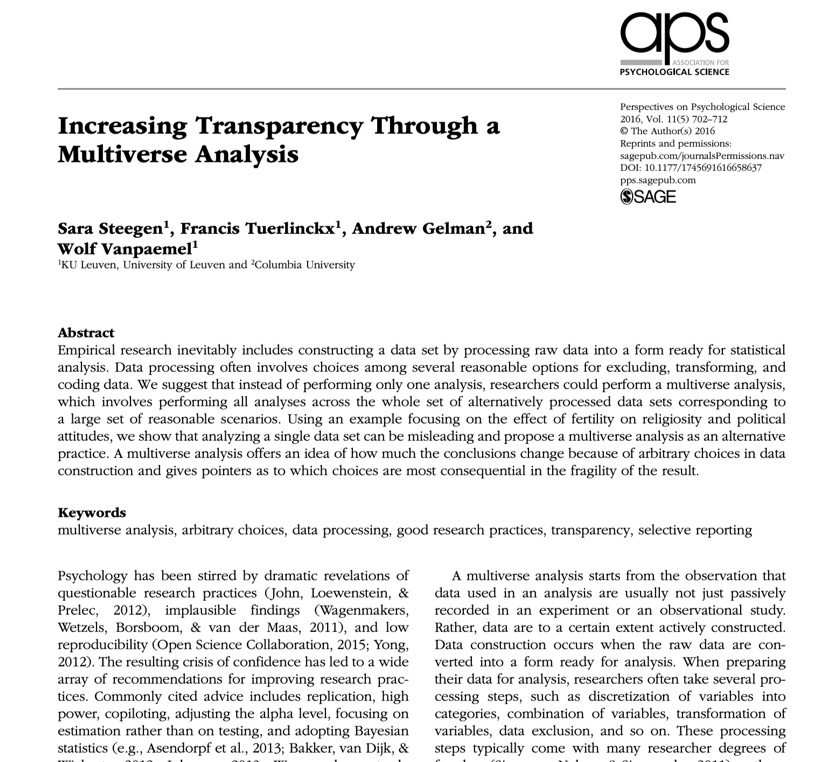 aps
ASSOCIATION FOR
PSYCHOLOGICAL SCIENCE
Increasing Transparency Through a
Multiverse Analysis
Perspectives on Psychological Science
2016, Vol. 11(5) 702–712
© The Author(s) 2016
Reprints and permissions:
sagepub.com/journalsPermissions.nav
DOI: 10.1177/1745691616658637
pps.sagepub.com
SAGE
Sara Steegen¹, Francis Tuerlinckx¹, Andrew Gelman², and
Wolf Vanpaemel¹
¹KU Leuven, University of Leuven and ²Columbia University
Abstract
Empirical research inevitably includes constructing a data set by processing raw data into a form ready for statistical
analysis. Data processing often involves choices among several reasonable options for excluding, transforming, and
coding data. We suggest that instead of performing only one analysis, researchers could perform a multiverse analysis,
which involves performing all analyses across the whole set of alternatively processed data sets corresponding to
a large set of reasonable scenarios. Using an example focusing on the effect of fertility on religiosity and political
attitudes, we show that analyzing a single data set can be misleading and propose a multiverse analysis as an alternative
practice. A multiverse analysis offers an idea of how much the conclusions change because of arbitrary choices in data
construction and gives pointers as to which choices are most consequential in the fragility of the result.
Keywords
multiverse analysis, arbitrary choices, data processing, good research practices, transparency, selective reporting
Psychology has been stirred by dramatic revelations of
questionable research practices (John, Loewenstein, &
Prelec, 2012), implausible findings (Wagenmakers,
Wetzels, Borsboom, & van der Maas, 2011), and low
reproducibility (Open Science Collaboration, 2015; Yong,
2012). The resulting crisis of confidence has led to a wide
array of recommendations for improving research prac-
tices. Commonly cited advice includes replication, high
power, copiloting, adjusting the alpha level, focusing on
estimation rather than on testing, and adopting Bayesian
statistics (e.g., Asendorpf et al., 2013; Bakker, van Dijk, &
A multiverse analysis starts from the observation that
data used in an analysis are usually not just passively
recorded in an experiment or an observational study.
Rather, data are to a certain extent actively constructed.
Data construction occurs when the raw data are con-
verted into a form ready for analysis. When preparing
their data for analysis, researchers often take several pro-
cessing steps, such as discretization of variables into
categories, combination of variables, transformation of
variables, data exclusion, and so on. These processing
steps typically come with many researcher degrees of